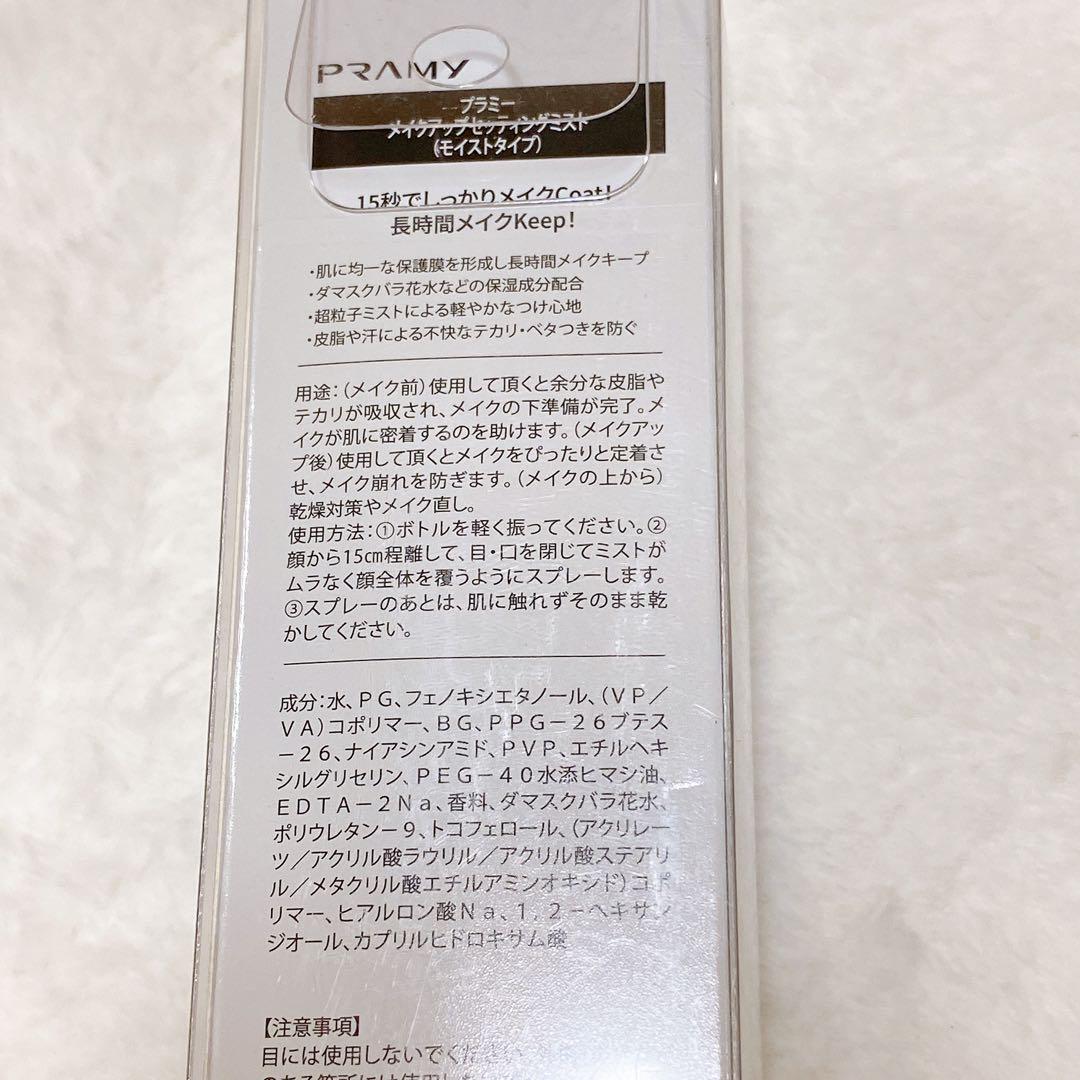 PRAMY
プラミー
メイクアップセッティングミスト
(モイストタイプ)
15秒でしっかりメイクCoat!
長時間メイクKeep!
・肌に均一な保護膜を形成し長時間メイクキープ
・ダマスクバラ花水などの保湿成分配合
・超粒子ミストによる軽やかなつけ心地
・皮脂や汗による不快なテカリ・ベタつきを防ぐ
用途：（メイク前）使用して頂くと余分な皮脂や
テカリが吸収され、メイクの下準備が完了。メ
イクが肌に密着するのを助けます。（メイクアッ
プ後）使用して頂くとメイクをぴったりと定着さ
せ、メイク崩れを防ぎます。（メイクの上から）
乾燥対策やメイク直し。
使用方法：①ボトルを軽く振ってください。②
顔から15㎝程離して、目・口を閉じてミストが
ムラなく顔全体を覆うようにスプレーします。
③スプレーのあとは、肌に触れずそのまま乾
かしてください。
成分：水、ＰＧ、フェノキシエタノール、（ＶＰ／
ＶＡ）コポリマー、ＢＧ、ＰＰＧ－２６ブテス
－２６、ナイアシンアミド、ＰＶＰ、エチルヘキ
シルグリセリン、ＰＥＧ－４０水添ヒマシ油、
ＥＤＴＡ－２Ｎａ、香料、ダマスクバラ花水、
ポリウレタン－９、トコフェロール、（アクリレー
ツ／アクリル酸ラウリル／アクリル酸ステアリ
ル／メタクリル酸エチルアミンオキシド）コポ
リマー、ヒアルロン酸Ｎａ、１，２－ヘキサン
ジオール、カプリルヒドロキサム酸
【注意事項】
目には使用しないでください
のある箇所には使用し